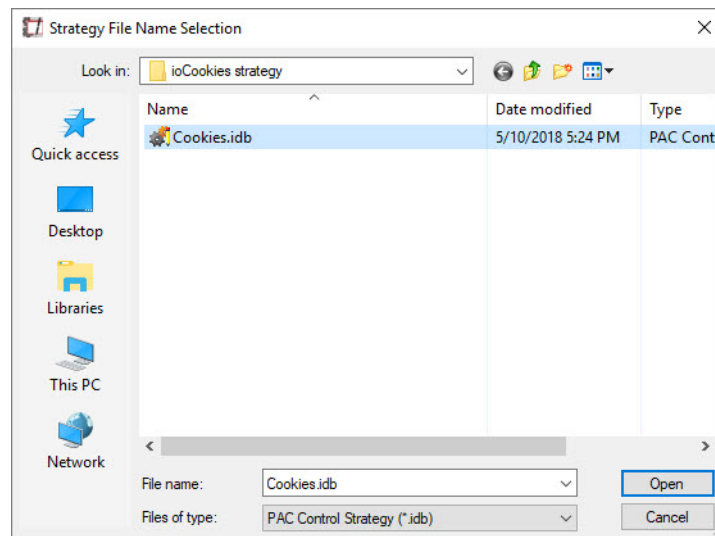 Strategy File Name Selection
Look in: ioCookies strategy
Name Date modified Type
Cookies.idb 5/10/2018 5:24 PM PAC Cont
Quick access
Desktop
Libraries
This PC
Network
File name: Cookies.idb Open
Files of type: PAC Control Strategy (*.idb) Cancel